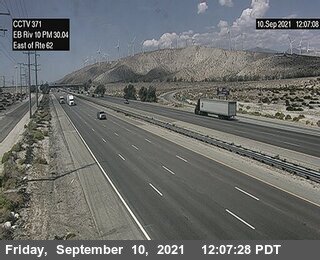 CCTV 371
EB Riv 10 PM 30.04
East of Rte 62
10.Sep.2021 12:07:08
Friday, September 10, 2021 12:07:28 PDT